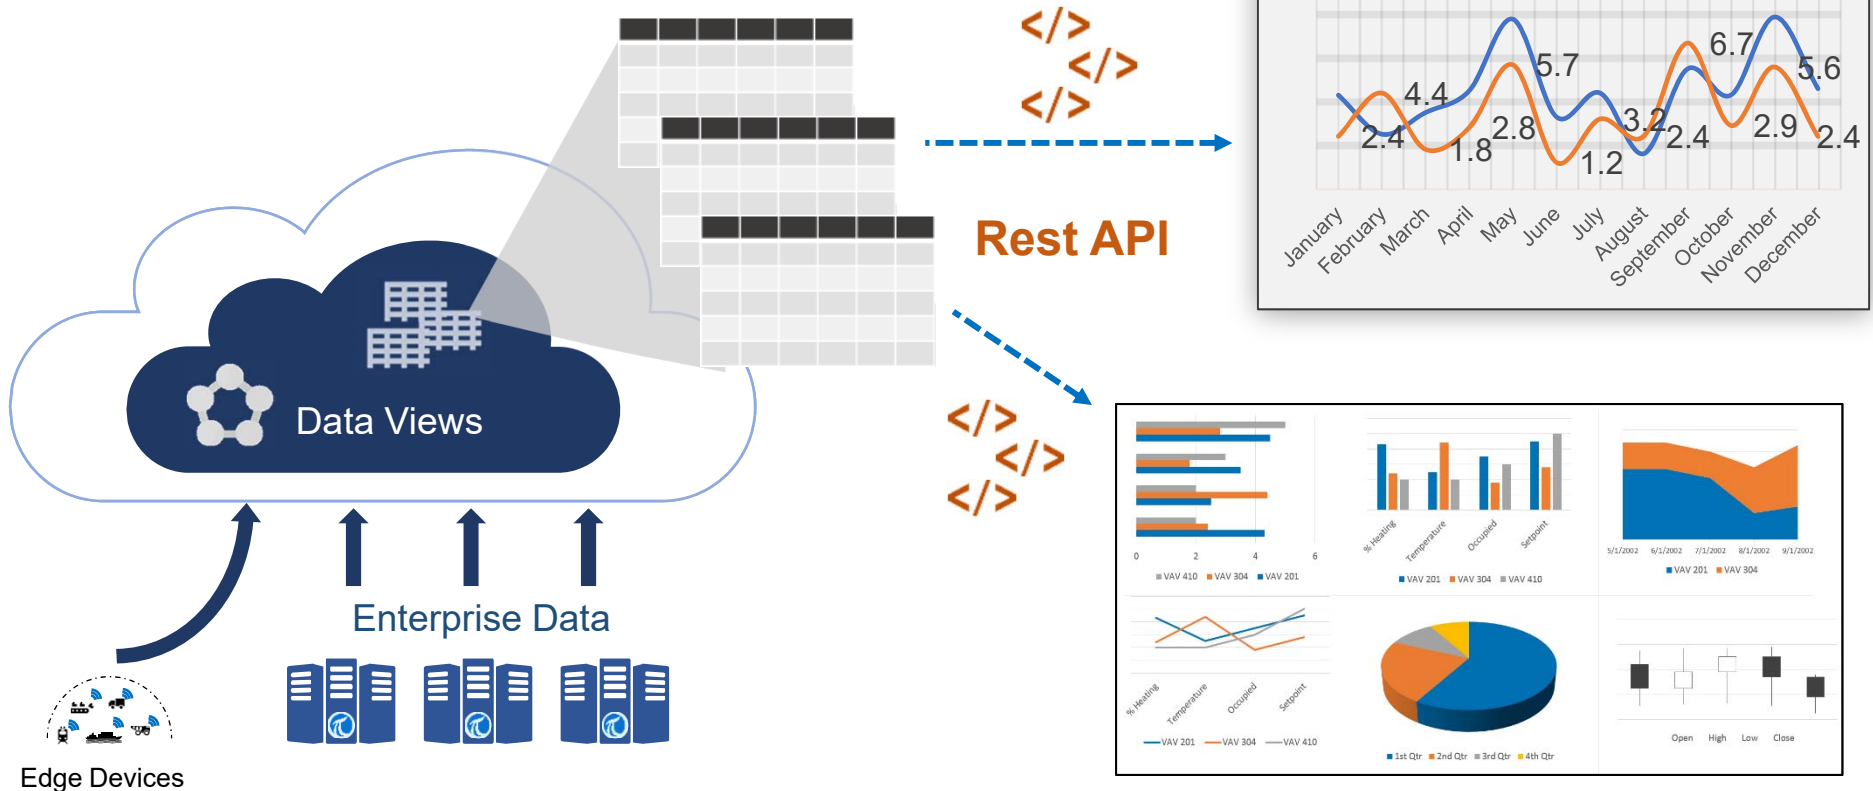 </>
</>
</>
Rest API
6.7
5.7
5.6
4.4
3.2
2.8
2.4
2.4
2.9
2.4
1.8
1.2
January
February
March
April
May
June
July
August
September
October
November
December
Data Views
</>
</>
</>
Enterprise Data
Edge Devices
0 2 4 6
VAV 410 VAV 304 VAV 201
% Heating
Temperature
Occupied
Setpoint
VAV 201 VAV 304 VAV 410
5/1/2002 6/1/2002 7/1/2002 8/1/2002 9/1/2002
VAV 201 VAV 304
% Heating
Temperature
Occupied
Setpoint
VAV 201 VAV 304 VAV 410
1st Qtr 2nd Qtr 3rd Qtr 4th Qtr
Open High Low Close